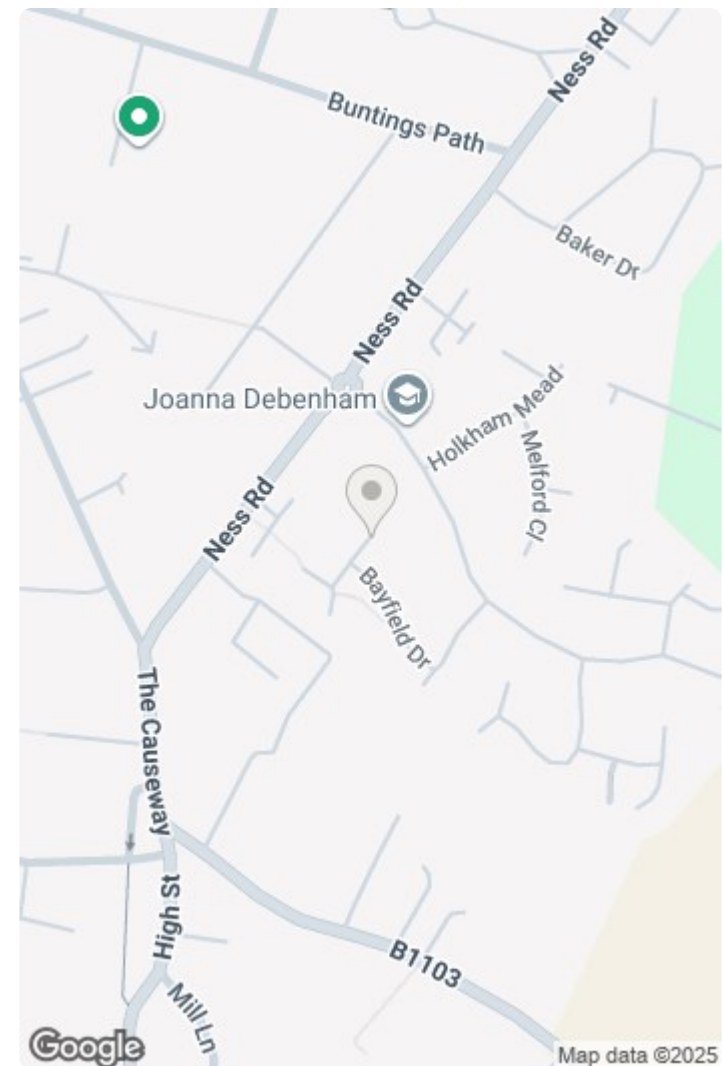 Ness Rd
Buntings Path
Baker Dr
Ness Rd
Joanna Debenham
Holkham Mead
Melford Cl
Ness Rd
Bayfield Dr
The Causeway
High St
B1103
Mill Ln
Google
Map data ©2025